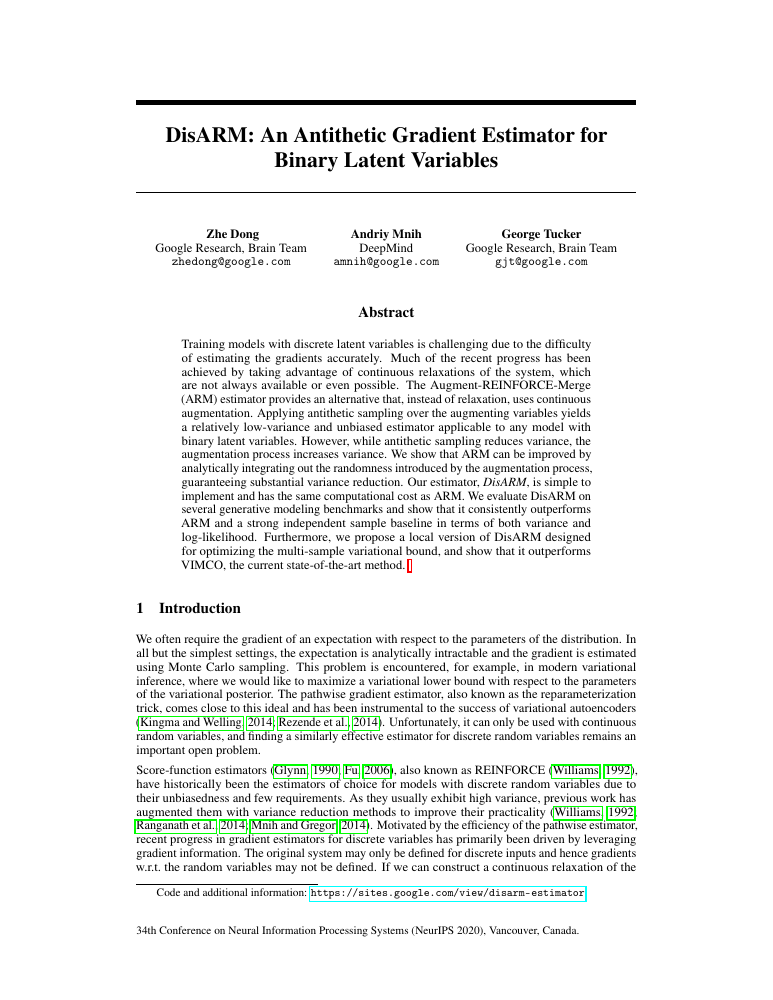 DisARM: An Antithetic Gradient Estimator for
Binary Latent Variables
Zhe Dong
Google Research, Brain Team
zhedong@google.com
Andriy Mnih
DeepMind
amnih@google.com
George Tucker
Google Research, Brain Team
gjt@google.com
Abstract
Training models with discrete latent variables is challenging due to the difficulty
of estimating the gradients accurately. Much of the recent progress has been
achieved by taking advantage of continuous relaxations of the system, which
are not always available or even possible. The Augment-REINFORCE-Merge
(ARM) estimator provides an alternative that, instead of relaxation, uses continuous
augmentation. Applying antithetic sampling over the augmenting variables yields
a relatively low-variance and unbiased estimator applicable to any model with
binary latent variables. However, while antithetic sampling reduces variance, the
augmentation process increases variance. We show that ARM can be improved by
analytically integrating out the randomness introduced by the augmentation process,
guaranteeing substantial variance reduction. Our estimator, DisARM, is simple to
implement and has the same computational cost as ARM. We evaluate DisARM on
several generative modeling benchmarks and show that it consistently outperforms
ARM and a strong independent sample baseline in terms of both variance and
log-likelihood. Furthermore, we propose a local version of DisARM designed
for optimizing the multi-sample variational bound, and show that it outperforms
VIMCO, the current state-of-the-art method.
1 Introduction
We often require the gradient of an expectation with respect to the parameters of the distribution. In
all but the simplest settings, the expectation is analytically intractable and the gradient is estimated
using Monte Carlo sampling. This problem is encountered, for example, in modern variational
inference, where we would like to maximize a variational lower bound with respect to the parameters
of the variational posterior. The pathwise gradient estimator, also known as the reparameterization
trick, comes close to this ideal and has been instrumental to the success of variational autoencoders
(Kingma and Welling, 2014; Rezende et al., 2014). Unfortunately, it can only be used with continuous
random variables, and finding a similarly effective estimator for discrete random variables remains an
important open problem.
Score-function estimators (Glynn, 1990; Fu, 2006), also known as REINFORCE (Williams, 1992),
have historically been the estimators of choice for models with discrete random variables due to
their unbiasedness and few requirements. As they usually exhibit high variance, previous work has
augmented them with variance reduction methods to improve their practicality (Williams, 1992;
Ranganath et al., 2014; Mnih and Gregor, 2014). Motivated by the efficiency of the pathwise estimator,
recent progress in gradient estimators for discrete variables has primarily been driven by leveraging
gradient information. The original system may only be defined for discrete inputs and hence gradients
w.r.t. the random variables may not be defined. If we can construct a continuous relaxation of the
Code and additional information: https://sites.google.com/view/disarm-estimator
34th Conference on Neural Information Processing Systems (NeurIPS 2020), Vancouver, Canada.